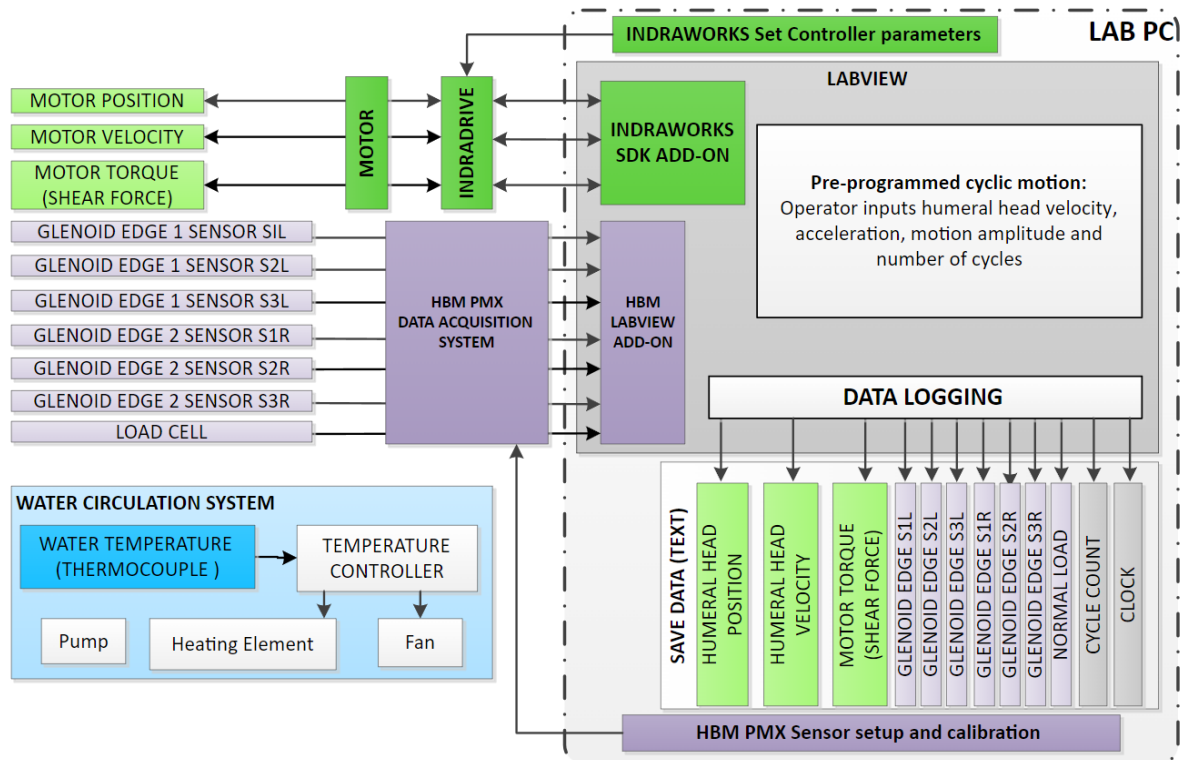 INDRAWORKS Set Controller parameters
LAB PC
LABVIEW
MOTOR POSITION
MOTOR VELOCITY
MOTOR TORQUE
(SHEAR FORCE)
MOTOR
INDRADRIVE
INDRAWORKS
SDK ADD-ON
Pre-programmed cyclic motion:
Operator inputs humeral head velocity,
acceleration, motion amplitude and
number of cycles
GLENOID EDGE 1 SENSOR SIL
GLENOID EDGE 1 SENSOR S2L
GLENOID EDGE 1 SENSOR S3L
GLENOID EDGE 2 SENSOR S1R
GLENOID EDGE 2 SENSOR S2R
GLENOID EDGE 2 SENSOR S3R
LOAD CELL
HBM PMX
DATA ACQUISITION
SYSTEM
HBM
LABVIEW
ADD-ON
DATA LOGGING
WATER CIRCULATION SYSTEM
WATER TEMPERATURE
(THERMOCOUPLE )
TEMPERATURE
CONTROLLER
Pump
Heating Element
Fan
SAVE DATA (TEXT)
HUMERAL HEAD
POSITION
HUMERAL HEAD
VELOCITY
MOTOR TORQUE
(SHEAR FORCE)
GLENOID EDGE S1L
GLENOID EDGE S2L
GLENOID EDGE S3L
GLENOID EDGE S1R
GLENOID EDGE S2R
GLENOID EDGE S3R
NORMAL LOAD
CYCLE COUNT
CLOCK
HBM PMX Sensor setup and calibration